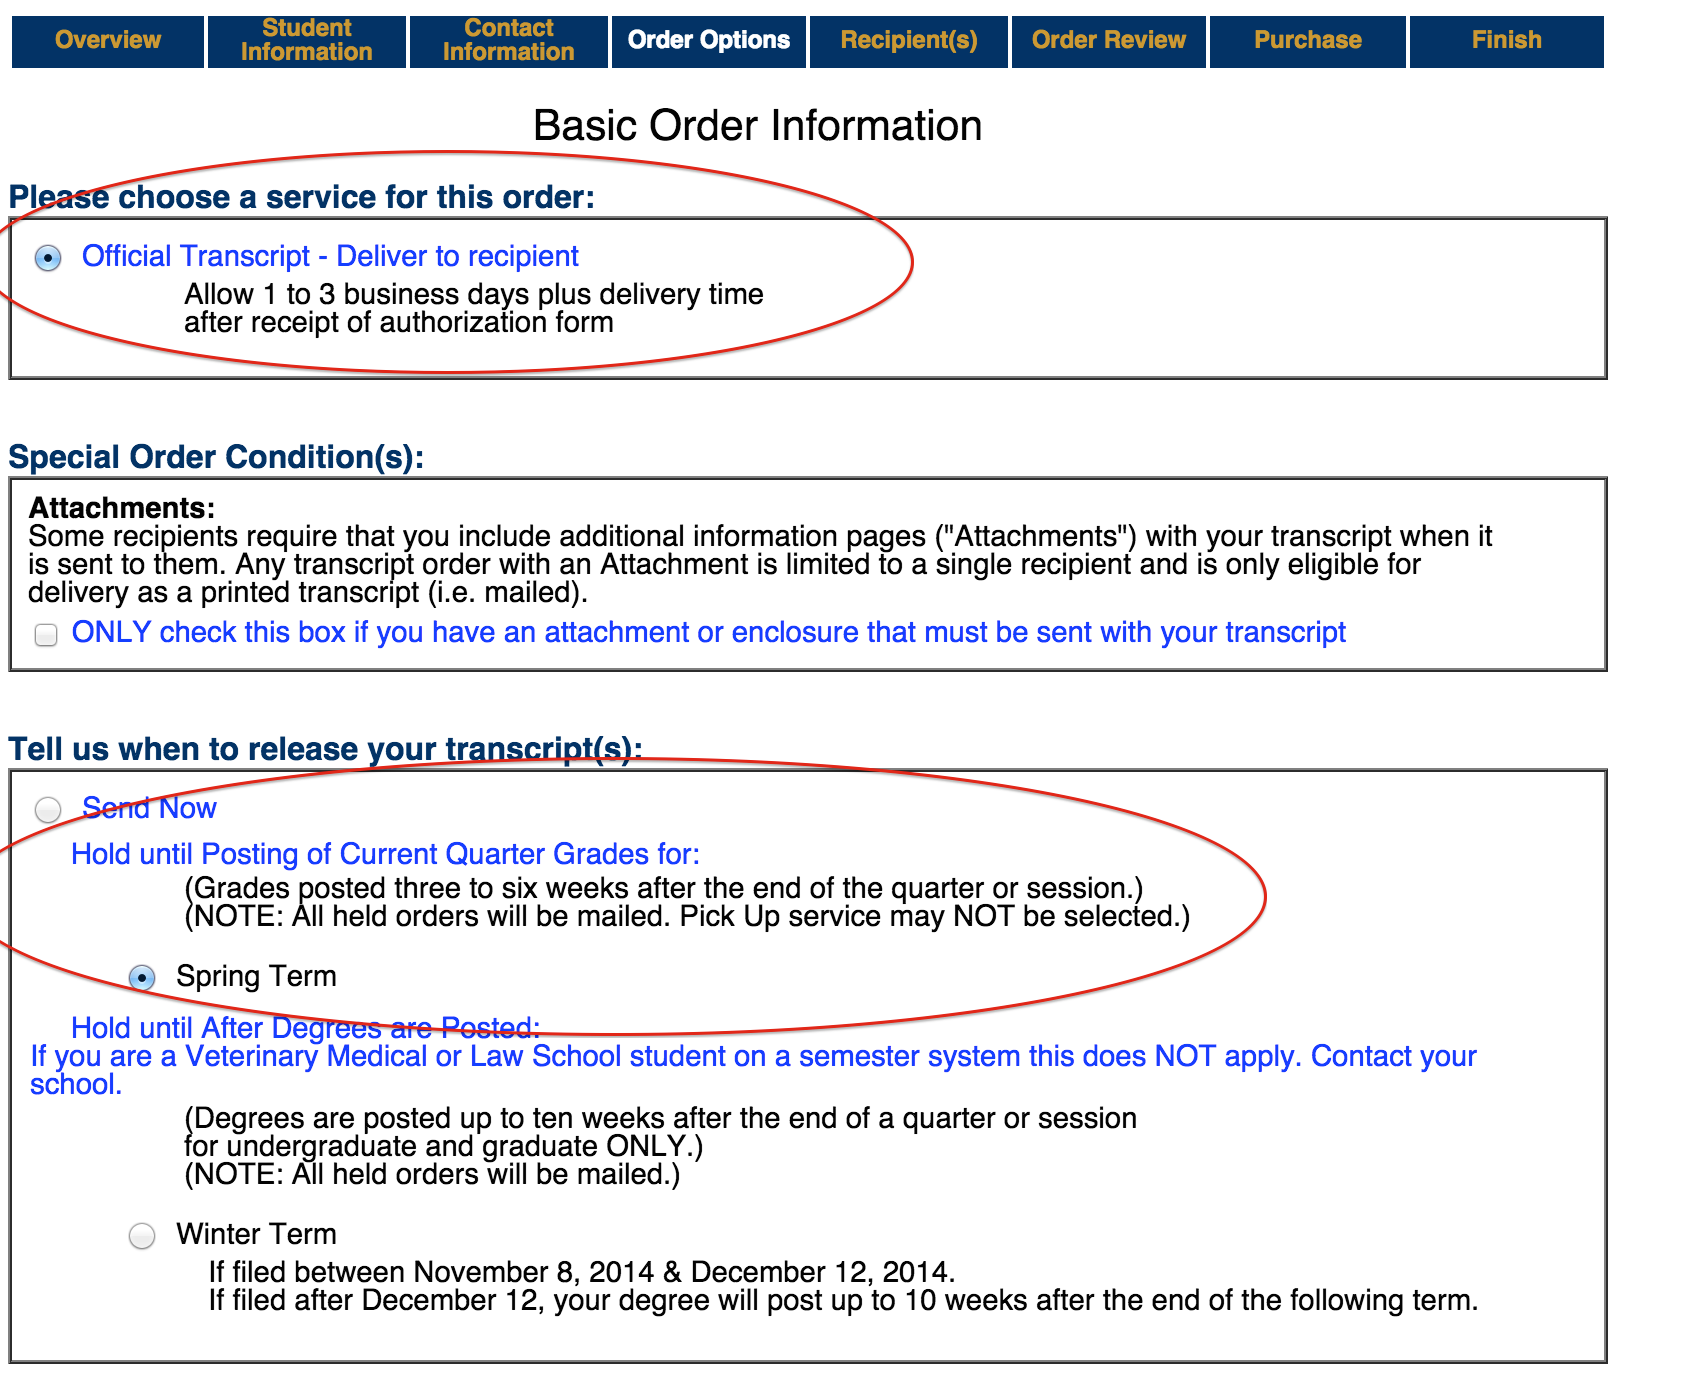 Overview
Student
Information
Contact
Information
Order Options
Recipient(s)
Order Review
Purchase
Finish
Basic Order Information
Please choose a service for this order:
Official Transcript - Deliver to recipient
Allow 1 to 3 business days plus delivery time
after receipt of authorization form
Special Order Condition(s):
Attachments:
Some recipients require that you include additional information pages ("Attachments") with your transcript when it
is sent to them. Any transcript order with an Attachment is limited to a single recipient and is only eligible for
delivery as a printed transcript (i.e. mailed).
ONLY check this box if you have an attachment or enclosure that must be sent with your transcript
Tell us when to release your transcript(s):
Send Now
Hold until Posting of Current Quarter Grades for:
(Grades posted three to six weeks after the end of the quarter or session.)
(NOTE: All held orders will be mailed. Pick Up service may NOT be selected.)
Spring Term
Hold until After Degrees are Posted:
If you are a Veterinary Medical or Law School student on a semester system this does NOT apply. Contact your
school.
(Degrees are posted up to ten weeks after the end of a quarter or session
for undergraduate and graduate ONLY.)
(NOTE: All held orders will be mailed.)
Winter Term
If filed between November 8, 2014 & December 12, 2014.
If filed after December 12, your degree will post up to 10 weeks after the end of the following term.